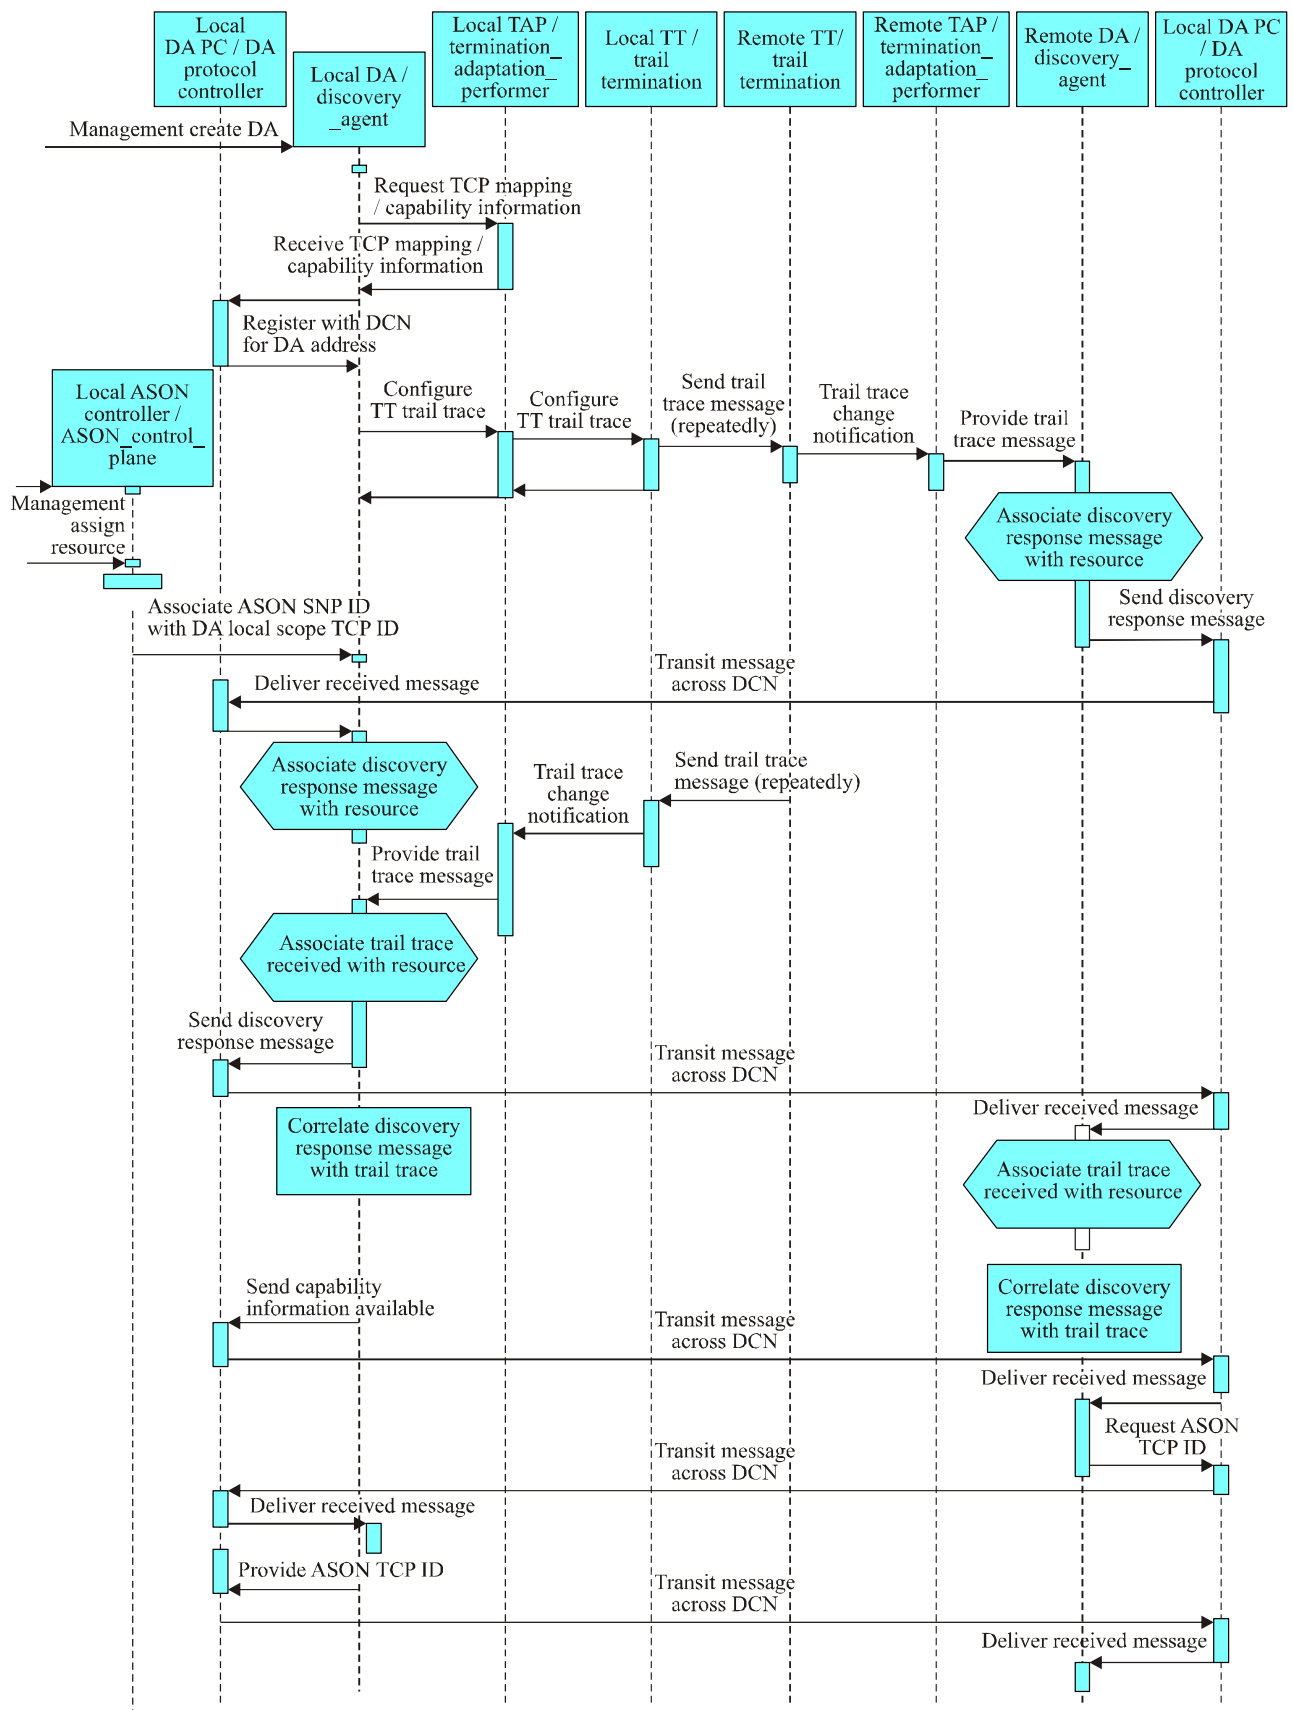 Local
DA PC / DA
protocol
controller
Local DA /
discovery
_agent
Local TAP /
termination_
adaptation_
performer
Local TT /
trail
termination
Remote TT/
trail
termination
Remote TAP /
termination_
adaptation_
performer
Remote DA /
discovery_
agent
Local DA PC
/ DA
protocol
controller
Management create DA
Request TCP mapping
/ capability information
Receive TCP mapping /
capability information
Register with DCN
for DA address
Local ASON
controller /
ASON_control_
plane
Configure
TT trail trace
Configure
TT trail trace
Send trail
trace message
(repeatedly)
Trail trace
change
notification
Provide trail
trace message
Management
assign
resource
Associate discovery
response message
with resource
Associate ASON SNP ID
with DA local scope TCP ID
Send discovery
response message
Transit message
across DCN
Deliver received message
Associate discovery
response message
with resource
Trail trace
change
notification
Send trail trace
message (repeatedly)
Provide trail
trace message
Associate trail trace
received with resource
Send discovery
response message
Transit message
across DCN
Deliver received message
Correlate discovery
response message
with trail trace
Associate trail trace
received with resource
Send capability
information available
Correlate discovery
response message
with trail trace
Transit message
across DCN
Deliver received message
Request ASON
TCP ID
Transit message
across DCN
Deliver received message
Provide ASON TCP ID
Transit message
across DCN
Deliver received message